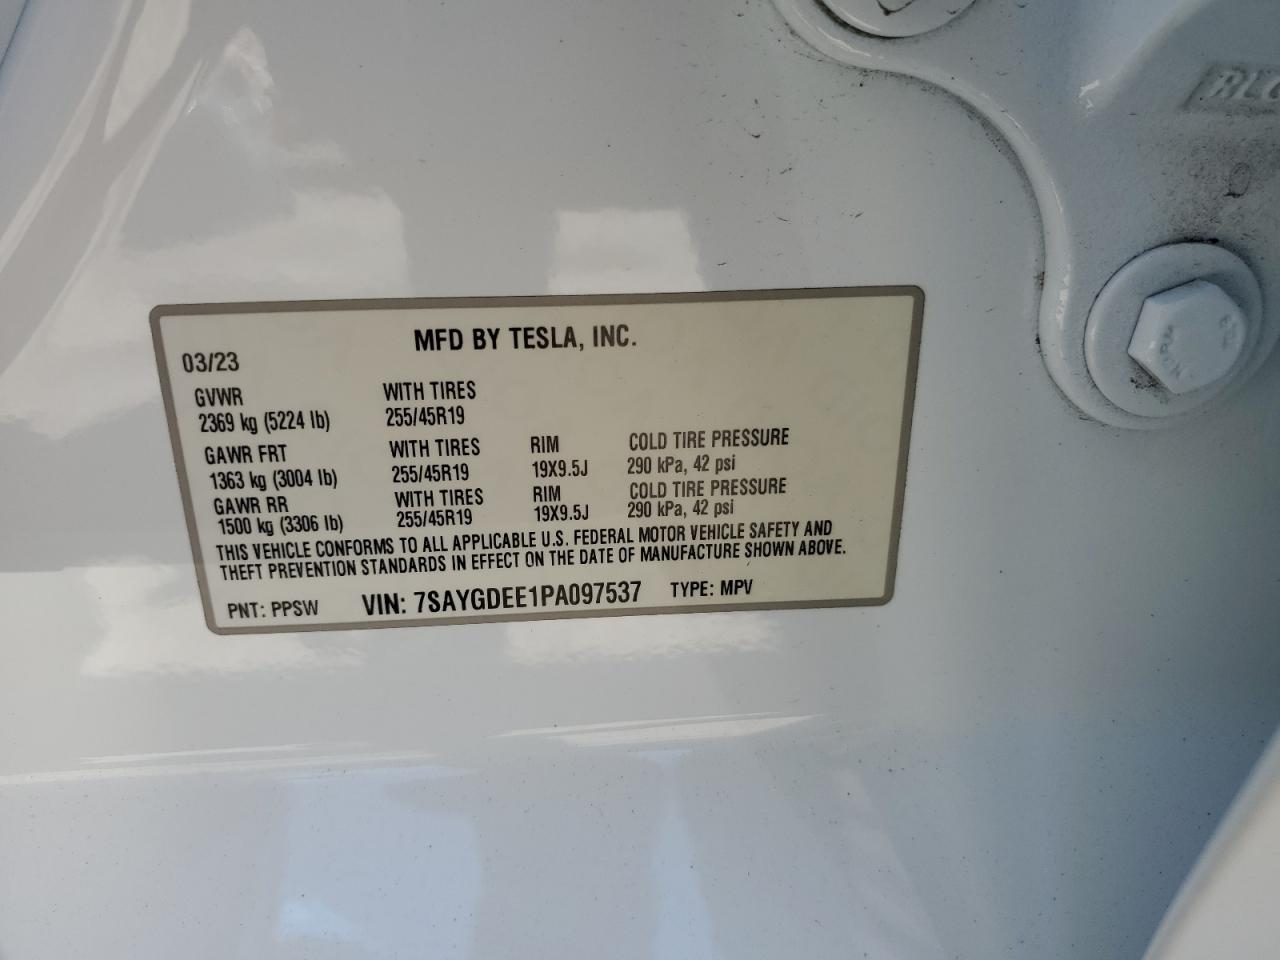 MFD BY TESLA, INC.
03/23
GVWR WITH TIRES
2369 kg (5224 lb) 255/45R19
GAWR FRT WITH TIRES RIM COLD TIRE PRESSURE
1363 kg (3004 lb) 255/45R19 19X9.5J 290 kPa, 42 psi
GAWR RR WITH TIRES RIM COLD TIRE PRESSURE
1500 kg (3306 lb) 255/45R19 19X9.5J 290 kPa, 42 psi
THIS VEHICLE CONFORMS TO ALL APPLICABLE U.S. FEDERAL MOTOR VEHICLE SAFETY AND
THEFT PREVENTION STANDARDS IN EFFECT ON THE DATE OF MANUFACTURE SHOWN ABOVE.
PNT: PPSW VIN: 7SAYGDEE1PA097537 TYPE: MPV